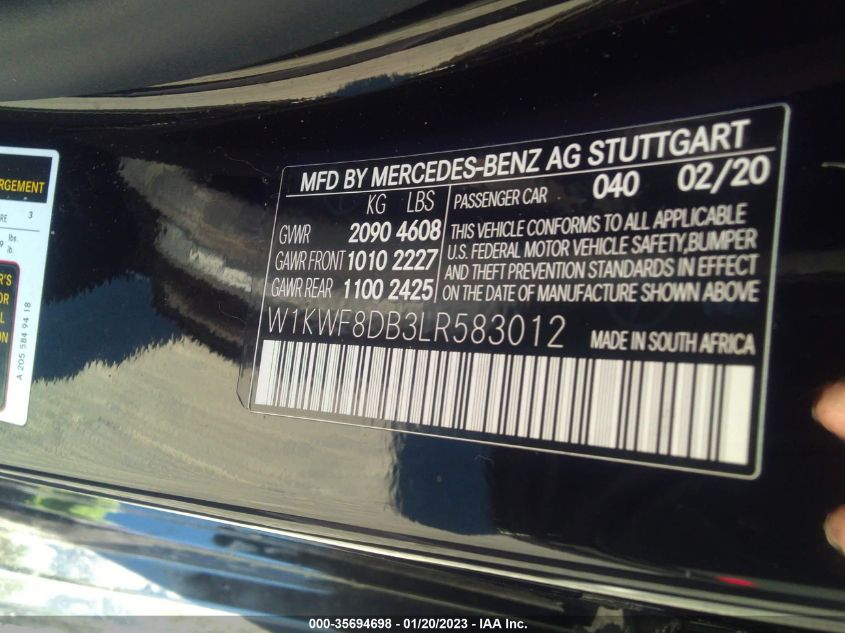 MFD BY MERCEDES-BENZ AG STUTTGART
KG LBS
GVWR 2090 4608
GAWR FRONT 1010 2227
GAWR REAR 1100 2425
PASSENGER CAR 040 02/20
THIS VEHICLE CONFORMS TO ALL APPLICABLE
U.S. FEDERAL MOTOR VEHICLE SAFETY, BUMPER
AND THEFT PREVENTION STANDARDS IN EFFECT
ON THE DATE OF MANUFACTURE SHOWN ABOVE
W1KWF8DB3LR583012
MADE IN SOUTH AFRICA
3
lbs.
lb.
A 205 584 94 18
000-35694698 - 01/20/2023 - IAA Inc.